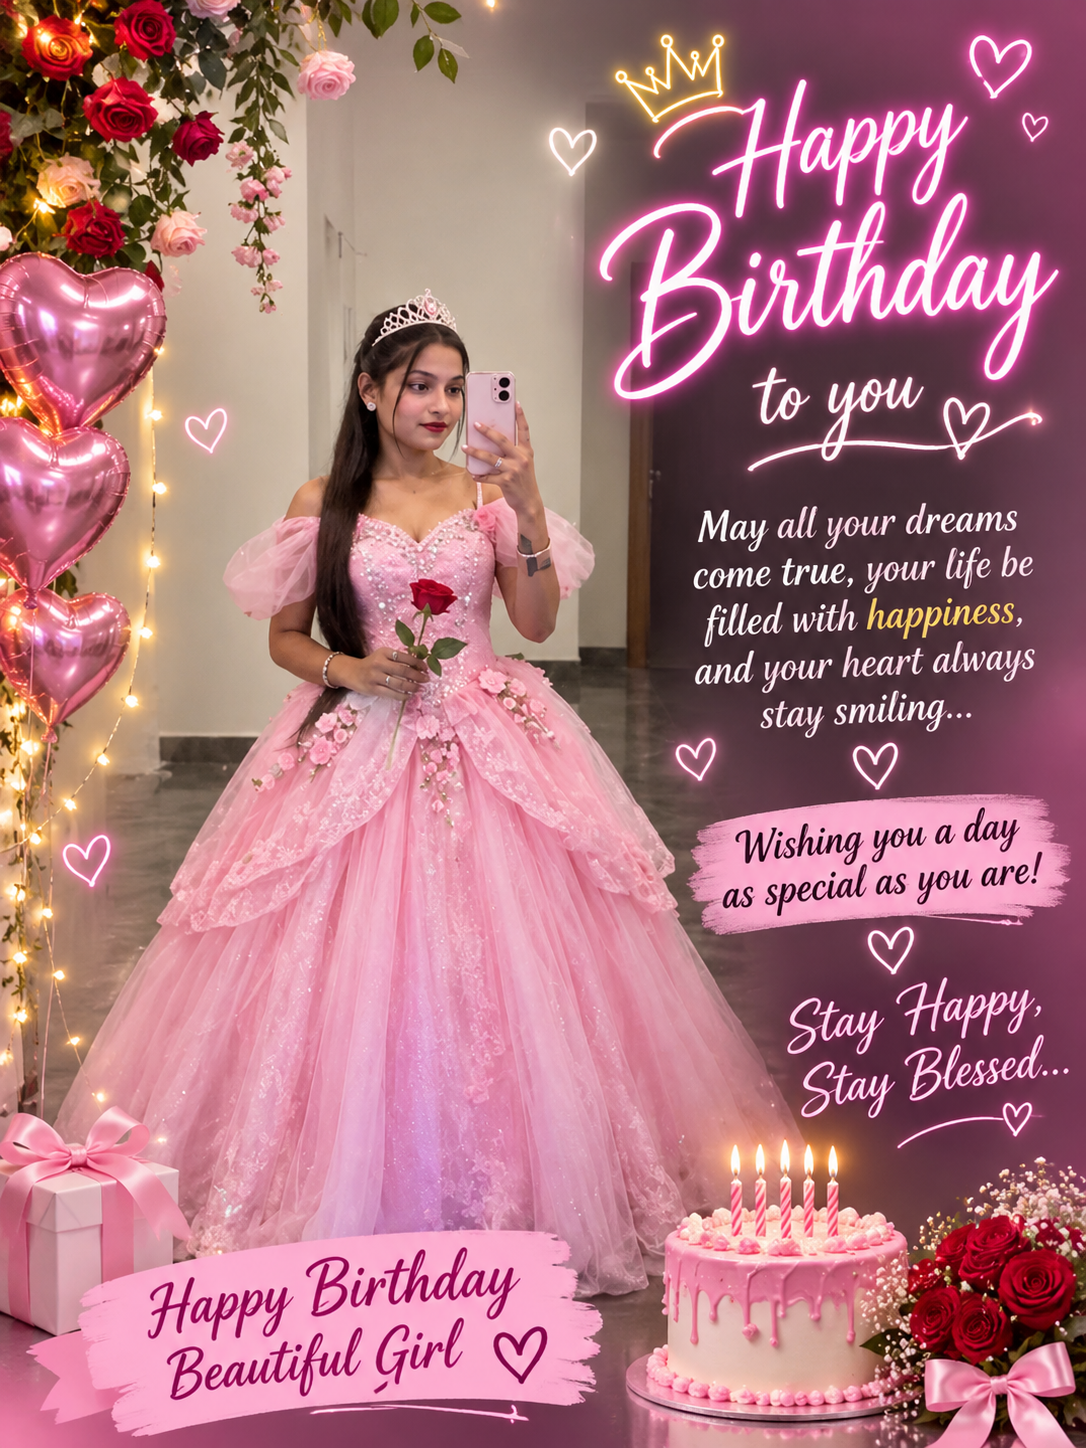 Happy
Birthday
to you
May all your dreams
come true, your life be
filled with happiness,
and your heart always
stay smiling...
Wishing you a day
as special as you are!
Stay Happy,
Stay Blessed...
Happy Birthday
Beautiful Girl